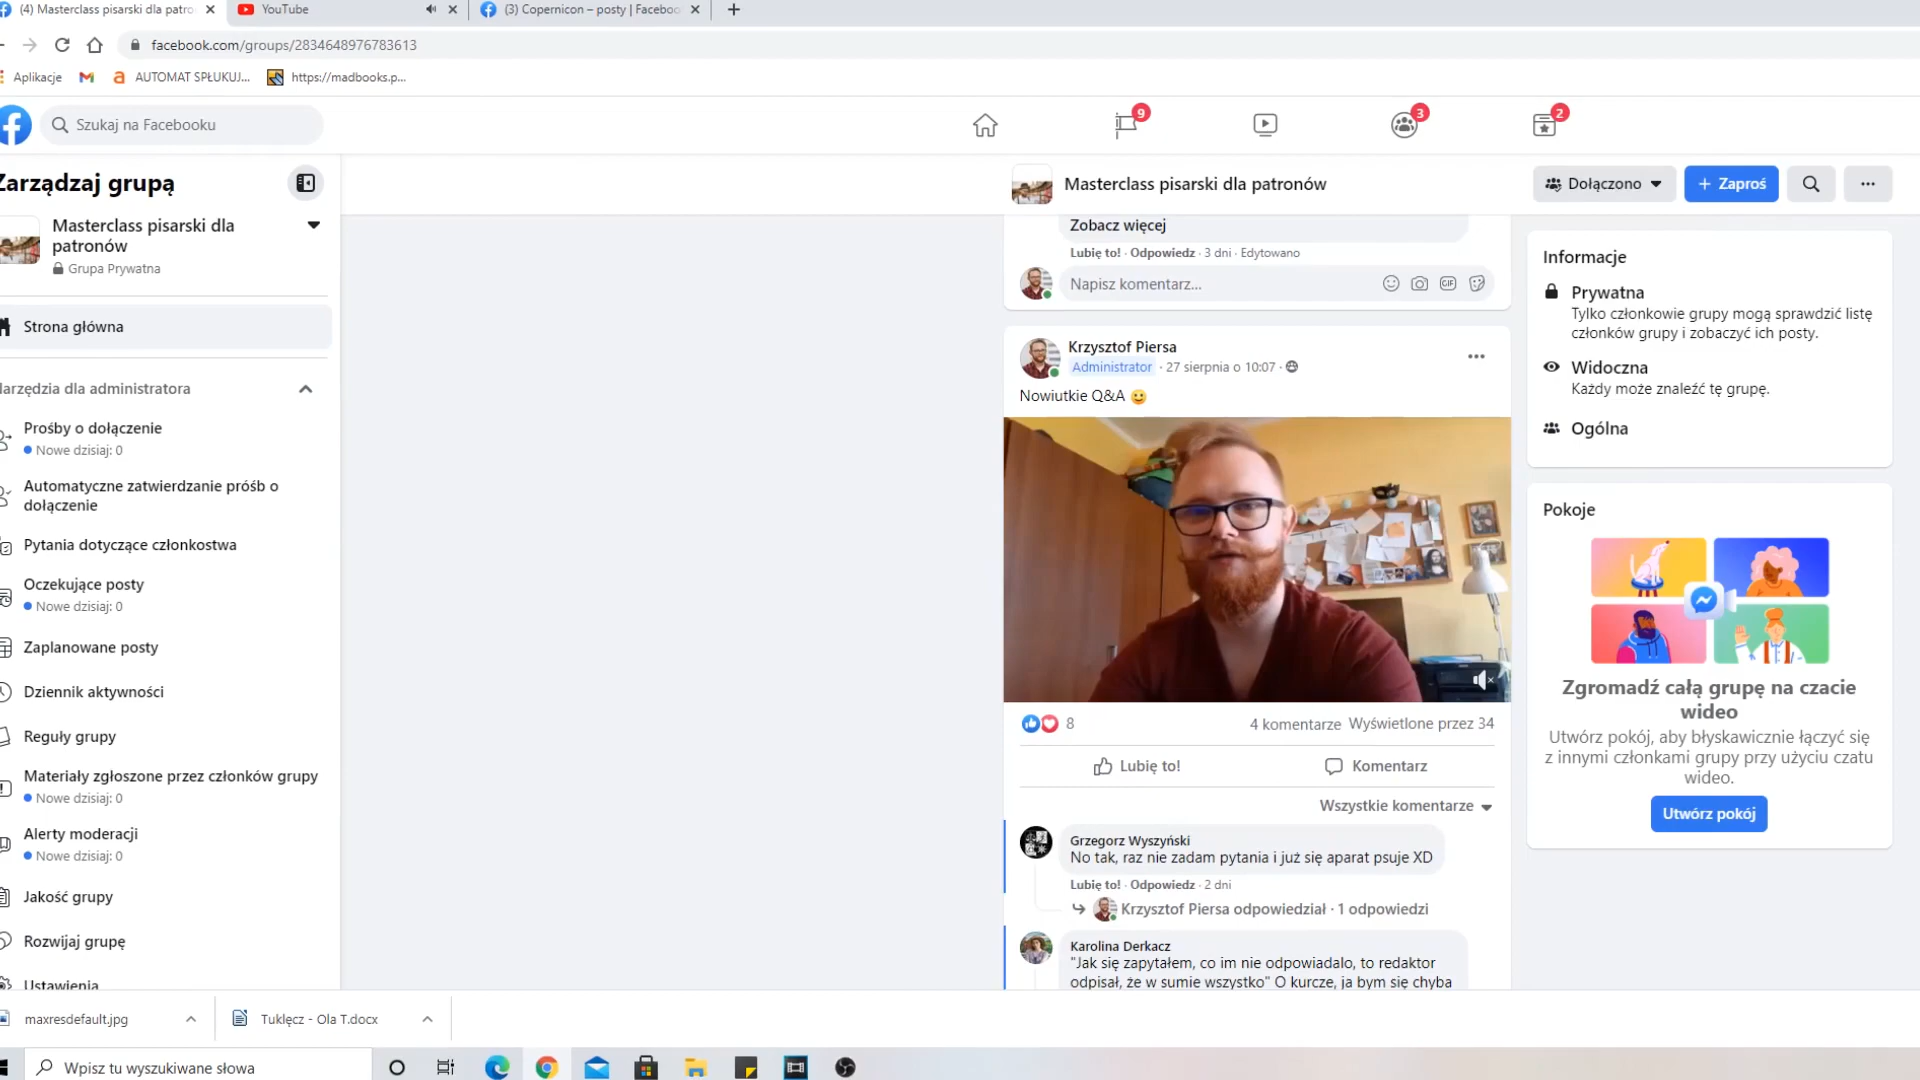 (4) Masterclass pisarski dla patro
YouTube
(3) Copernicon – posty | Faceboo
facebook.com/groups/2834648976783613
Aplikacje
AUTOMAT SPŁUKUJ...
https://madbooks.p...
Szukaj na Facebooku
9
3
2
Zarządzaj grupą
Masterclass pisarski dla
patronów
Grupa Prywatna
Strona główna
Narzędzia dla administratora
Prośby o dołączenie
Nowe dzisiaj: 0
Automatyczne zatwierdzanie próśb o
dołączenie
Pytania dotyczące członkostwa
Oczekujące posty
Nowe dzisiaj: 0
Zaplanowane posty
Dziennik aktywności
Reguły grupy
Materiały zgłoszone przez członków grupy
Nowe dzisiaj: 0
Alerty moderacji
Nowe dzisiaj: 0
Jakość grupy
Rozwijaj grupę
Ustawienia
Masterclass pisarski dla patronów
Dołączono
+ Zaproś
Zobacz więcej
Lubię to! · Odpowiedz · 3 dni · Edytowano
Napisz komentarz...
GIF
Krzysztof Piersa
Administrator · 27 sierpnia o 10:07 ·
Nowiutkie Q&A
8
4 komentarze Wyświetlone przez 34
Lubię to!
Komentarz
Wszystkie komentarze
Grzegorz Wyszyński
No tak, raz nie zadam pytania i już się aparat psuje XD
Lubię to! · Odpowiedz · 2 dni
Krzysztof Piersa odpowiedział · 1 odpowiedzi
Karolina Derkacz
"Jak się zapytałem, co im nie odpowiadalo, to redaktor
odpisał, że w sumie wszystko" O kurcze, ja bym się chyba
Informacje
Prywatna
Tylko członkowie grupy mogą sprawdzić listę
członków grupy i zobaczyć ich posty.
Widoczna
Każdy może znaleźć tę grupę.
Ogólna
Pokoje
Zgromadź całą grupę na czacie
wideo
Utwórz pokój, aby błyskawicznie łączyć się
z innymi członkami grupy przy użyciu czatu
wideo.
Utwórz pokój
maxresdefault.jpg
Tuklęcz - Ola T.docx
Wpisz tu wyszukiwane słowa